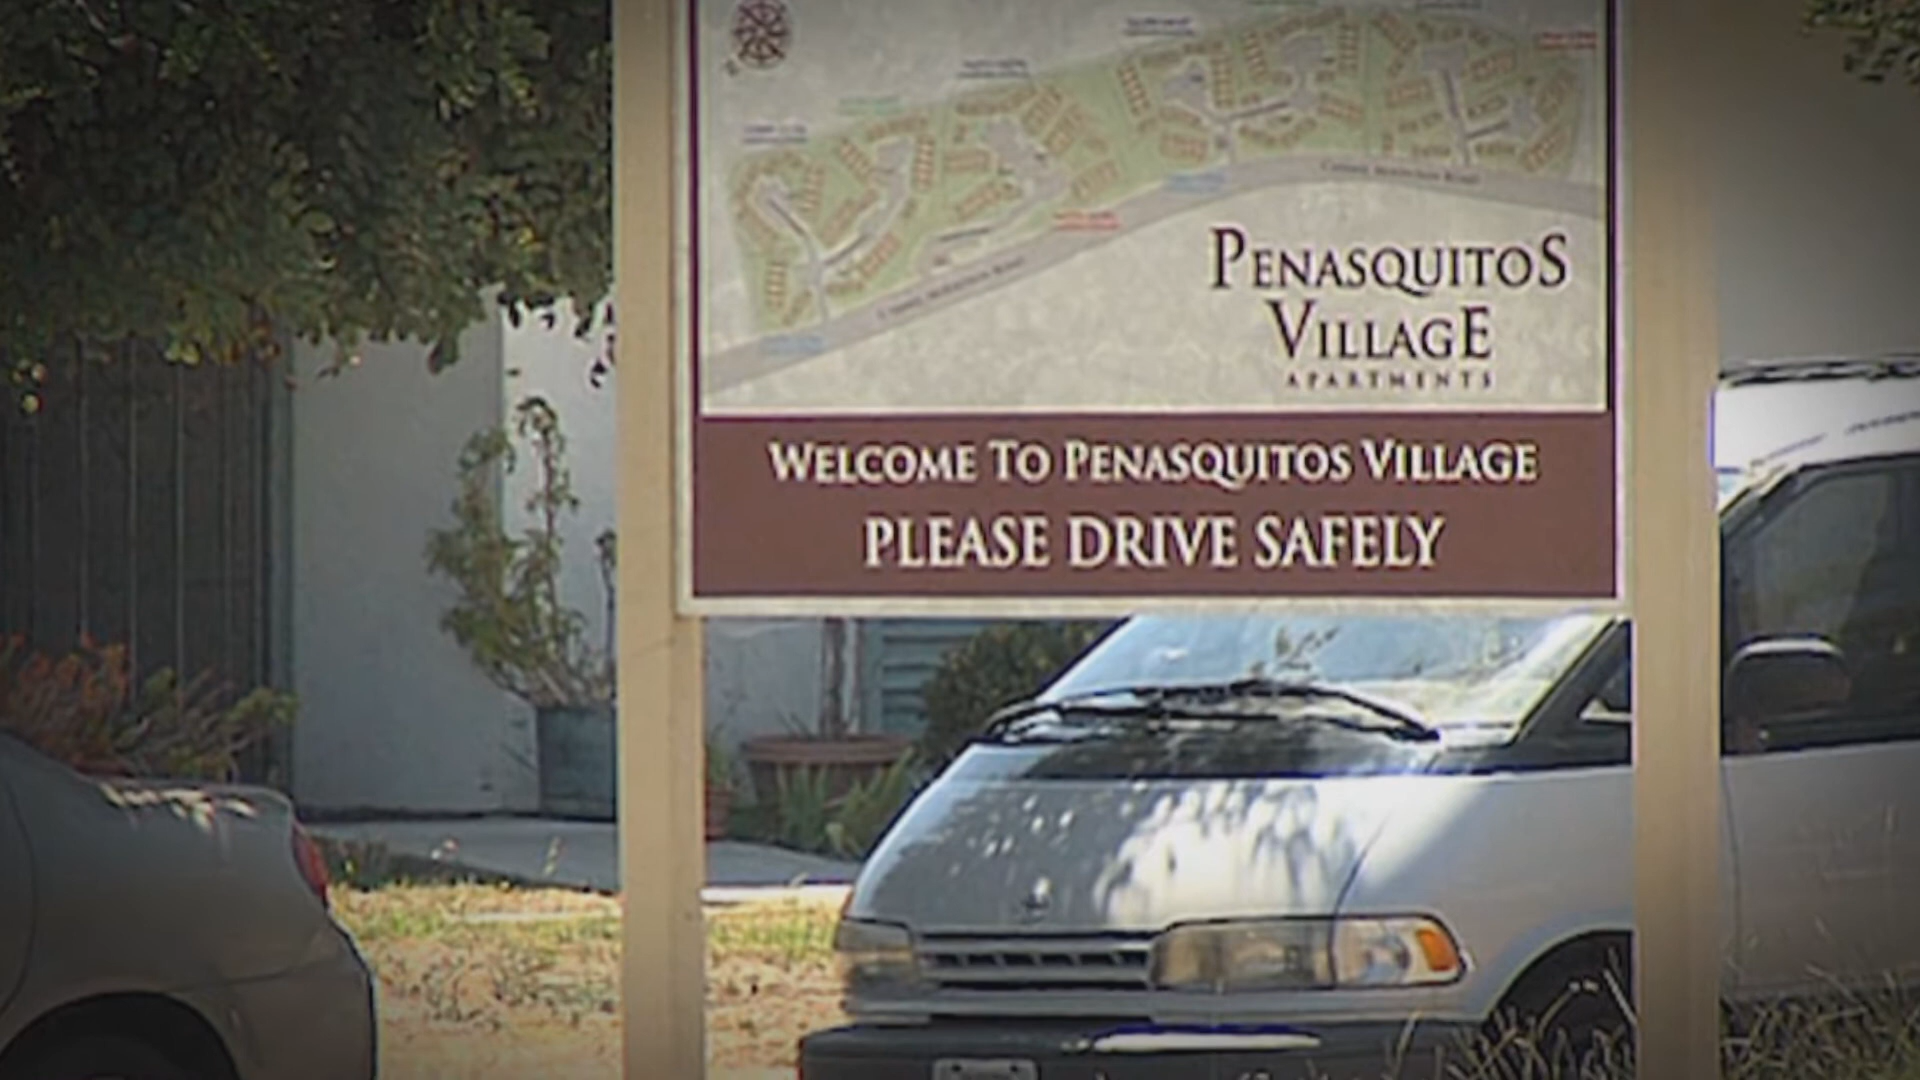 PENASQUITOS
VILLAGE
APARTMENTS
WELCOME TO PENASQUITOS VILLAGE
PLEASE DRIVE SAFELY